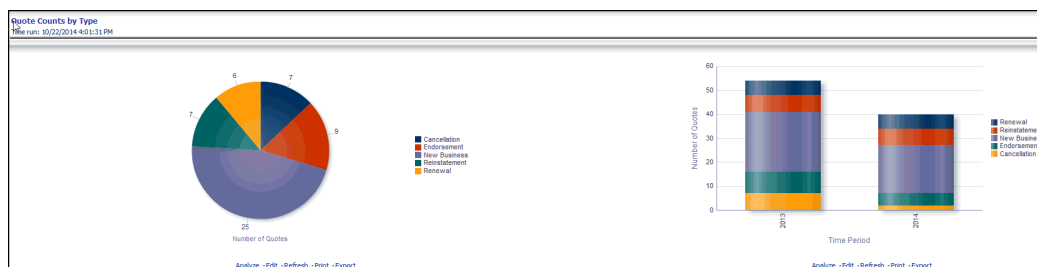 Quote Counts by Type
Time run: 10/22/2014 4:01:31 PM
6
7
7
9
25
Cancellation
Endorsement
New Business
Reinstatement
Renewal
Number of Quotes
Analyze -Edit -Refresh -Print -Export
60
50
40
30
20
10
0
Number of Quotes
2013
2014
Time Period
Renewal
Reinstateme
New Busines
Endorsement
Cancellation
Analyze -Edit -Refresh -Print -Export